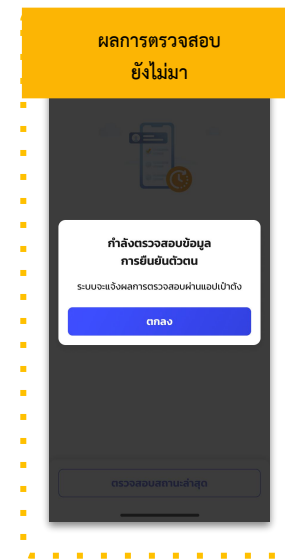 ผลการตรวจสอบ
ยังไม่มา
กำลังตรวจสอบข้อมูล
การยืนยันตัวตน
ระบบจะแจ้งผลการตรวจสอบผ่านแอปเป๋าตัง
ตกลง
ตรวจสอบสถานะล่าสุด